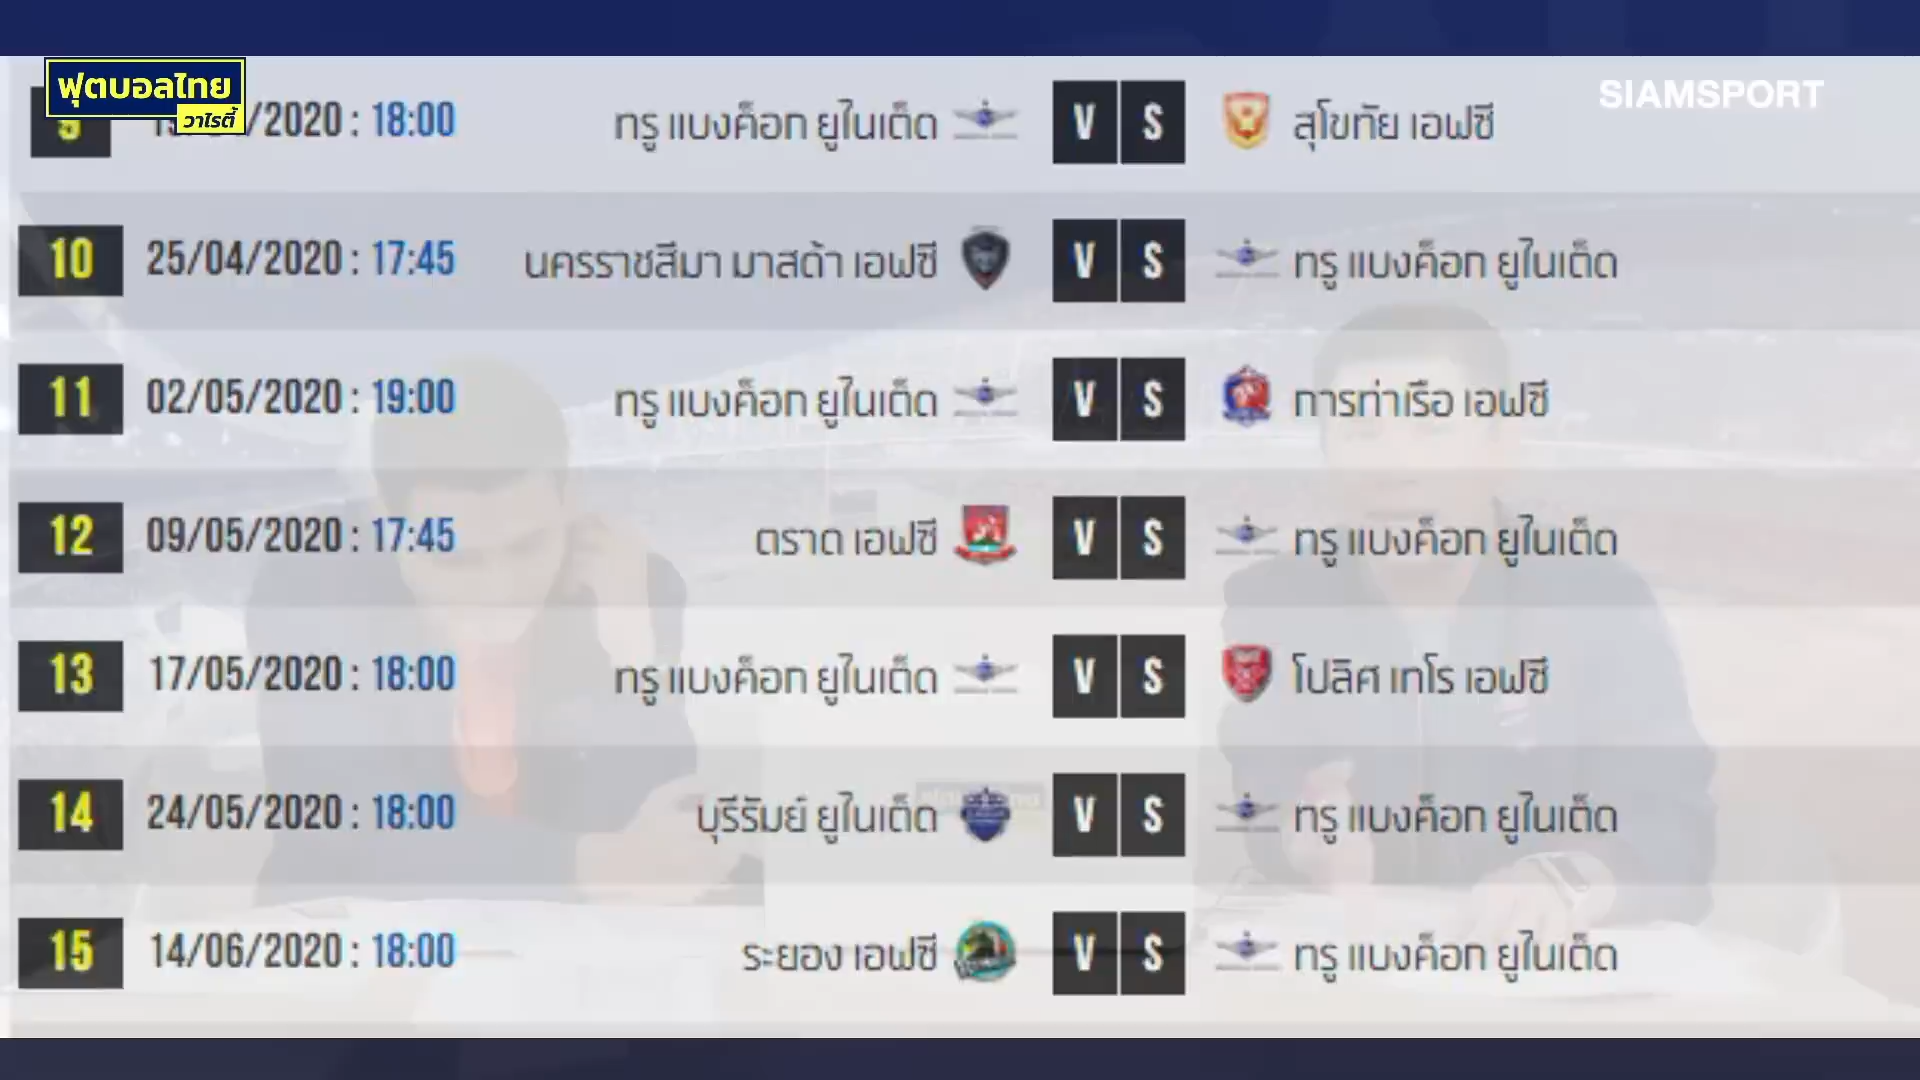 ฟุตบอลไทย
วาไรตี้
SIAMSPORT
9 /2020 : 18:00 ทรู แบงค็อก ยูไนเต็ด V S สุโขทัย เอฟซี
10 25/04/2020 : 17:45 นครราชสีมา มาสด้า เอฟซี V S ทรู แบงค็อก ยูไนเต็ด
11 02/05/2020 : 19:00 ทรู แบงค็อก ยูไนเต็ด V S การท่าเรือ เอฟซี
12 09/05/2020 : 17:45 ตราด เอฟซี V S ทรู แบงค็อก ยูไนเต็ด
13 17/05/2020 : 18:00 ทรู แบงค็อก ยูไนเต็ด V S โปลิศ เทโร เอฟซี
14 24/05/2020 : 18:00 บุรีรัมย์ ยูไนเต็ด V S ทรู แบงค็อก ยูไนเต็ด
15 14/06/2020 : 18:00 ระยอง เอฟซี V S ทรู แบงค็อก ยูไนเต็ด